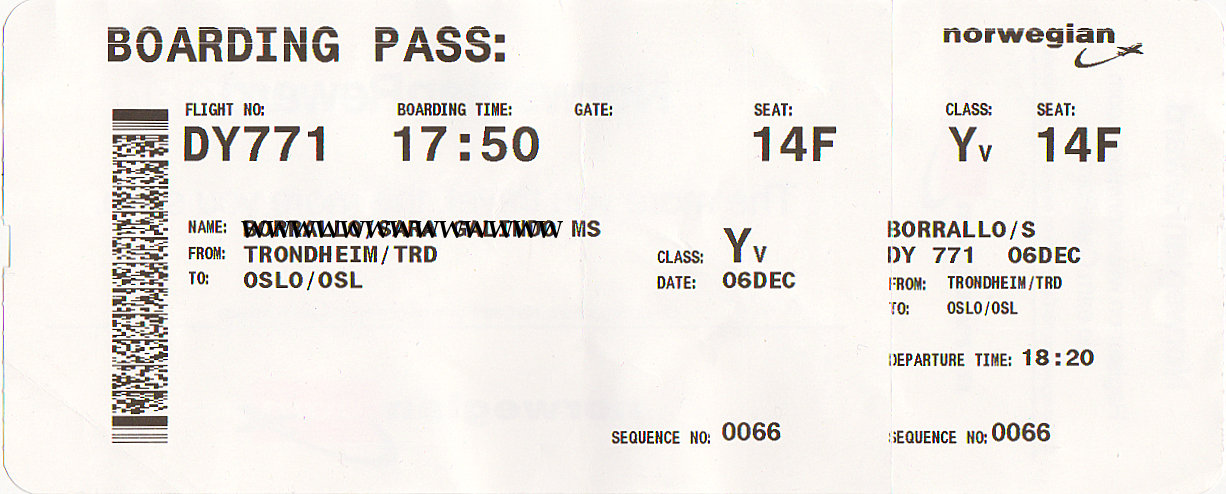 BOARDING PASS:
norwegian
FLIGHT NO: BOARDING TIME: GATE: SEAT: CLASS: SEAT:
DY771 17:50 14F Yv 14F
NAME: MS
FROM: TRONDHEIM/TRD
TO: OSLO/OSL
CLASS: Yv
DATE: 06DEC
SEQUENCE NO: 0066
BORRALLO/S
DY 771 06DEC
FROM: TRONDHEIM/TRD
TO: OSLO/OSL
DEPARTURE TIME: 18:20
SEQUENCE NO: 0066